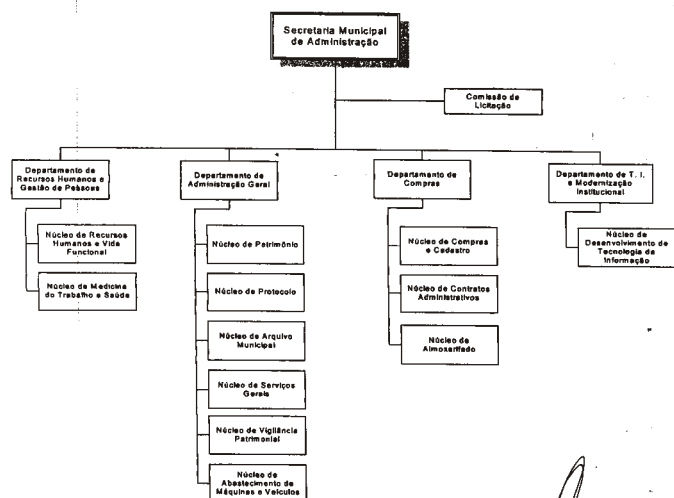 Secretaria Municipal
de Administração
Comissão de
Licitação
Departamento de
Recursos Humanos e
Gestão de Pessoas
Departamento de
Administração Geral
Departamento de
Compras
Departamento de T. I.
e Modernização
Institucional
Núcleo de Recursos
Humanos e Vida
Funcional
Núcleo de Medicina
do Trabalho e Saúde
Núcleo de Patrimônio
Núcleo de Protocolo
Núcleo de Arquivo
Municipal
Núcleo de Serviços
Gerais
Núcleo de Vigilância
Patrimonial
Núcleo de
Abastecimento de
Máquinas e Veículos
Núcleo de Compras
e Cadastro
Núcleo de Contratos
Administrativos
Núcleo de
Almoxarifado
Núcleo de
Desenvolvimento de
Tecnologia da
Informação